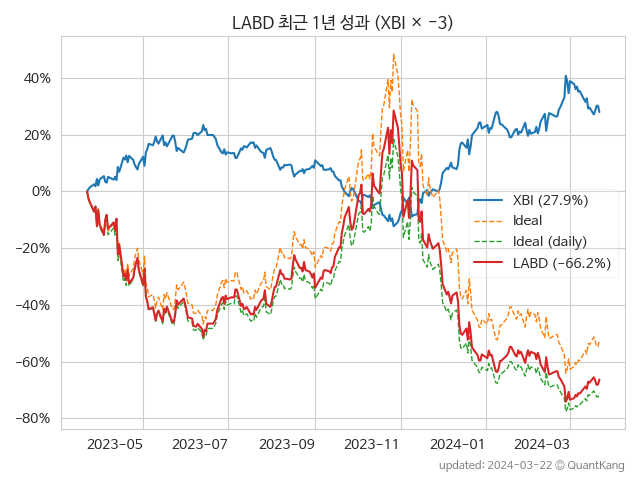 LABD 최근 1년 성과 (XBI × −3)
40%
20%
0%
−20%
−40%
−60%
−80%
XBI (27.9%)
Ideal
Ideal (daily)
LABD (−66.2%)
2023-05
2023-07
2023-09
2023-11
2024-01
2024-03
updated: 2024-03-22 © QuantKang